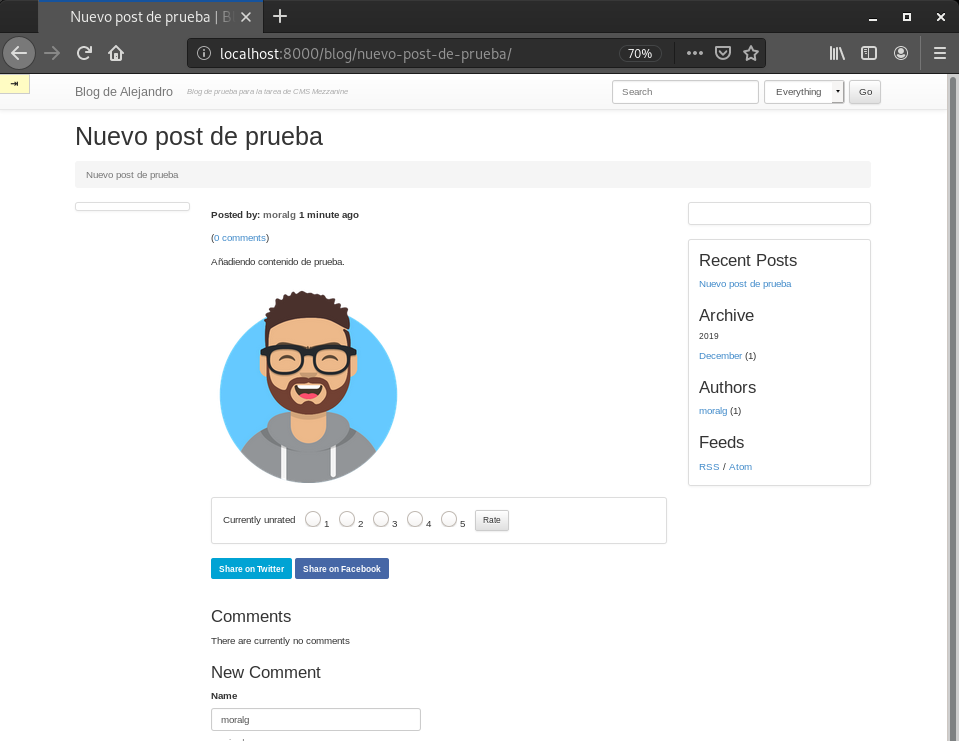 Nuevo post de prueba | B
localhost:8000/blog/nuevo-post-de-prueba/
70%
Blog de Alejandro
Blog de prueba para la tarea de CMS Mezzanine
Search
Everything
Go
Nuevo post de prueba
Nuevo post de prueba
Posted by: moralg 1 minute ago
(0 comments)
Añadiendo contenido de prueba.
Currently unrated
1
2
3
4
5
Rate
Share on Twitter
Share on Facebook
Comments
There are currently no comments
New Comment
Name
moralg
Recent Posts
Nuevo post de prueba
Archive
2019
December (1)
Authors
moralg (1)
Feeds
RSS / Atom